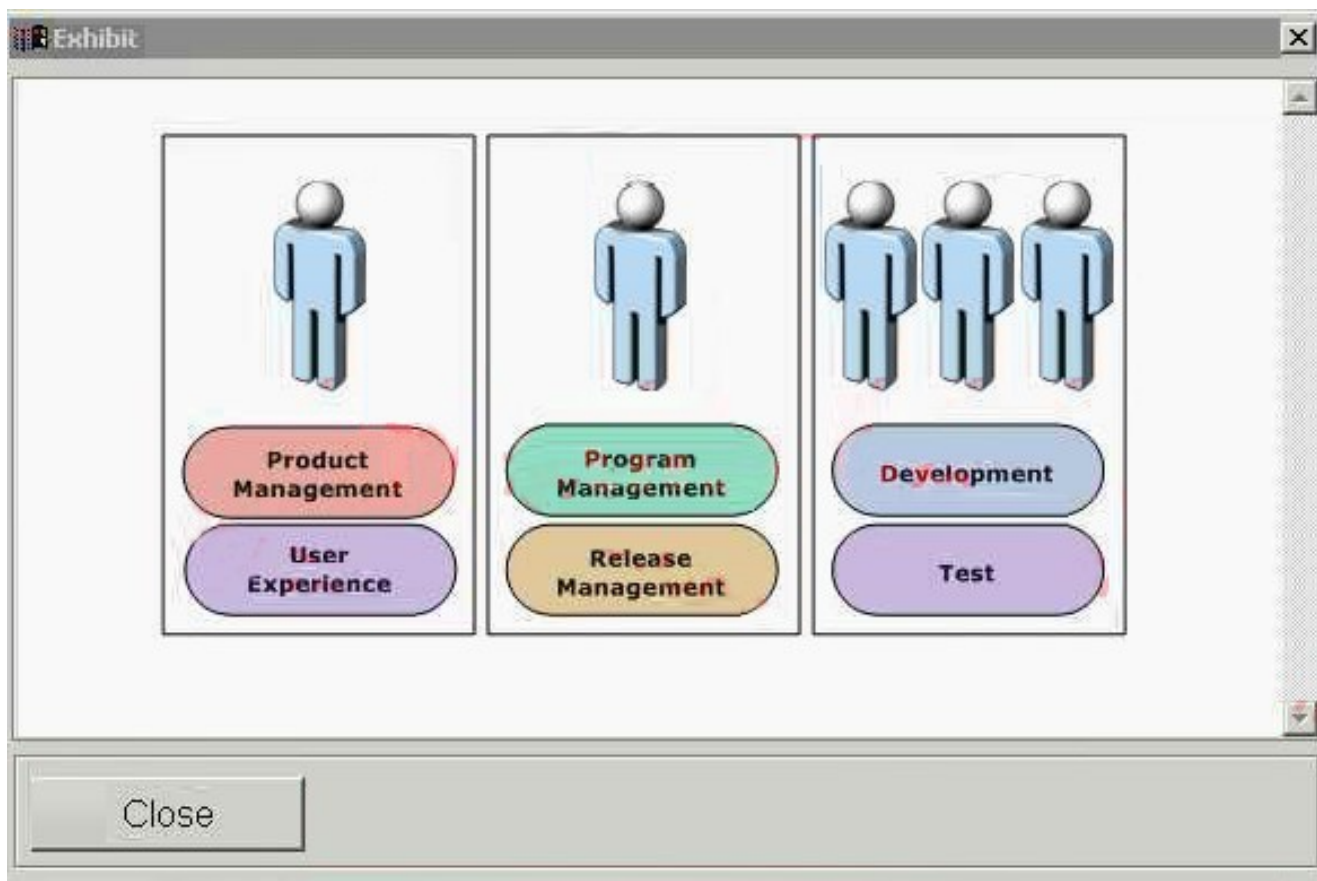 Exhibit
Product
Management
User
Experience
Program
Management
Release
Management
Development
Test
Close